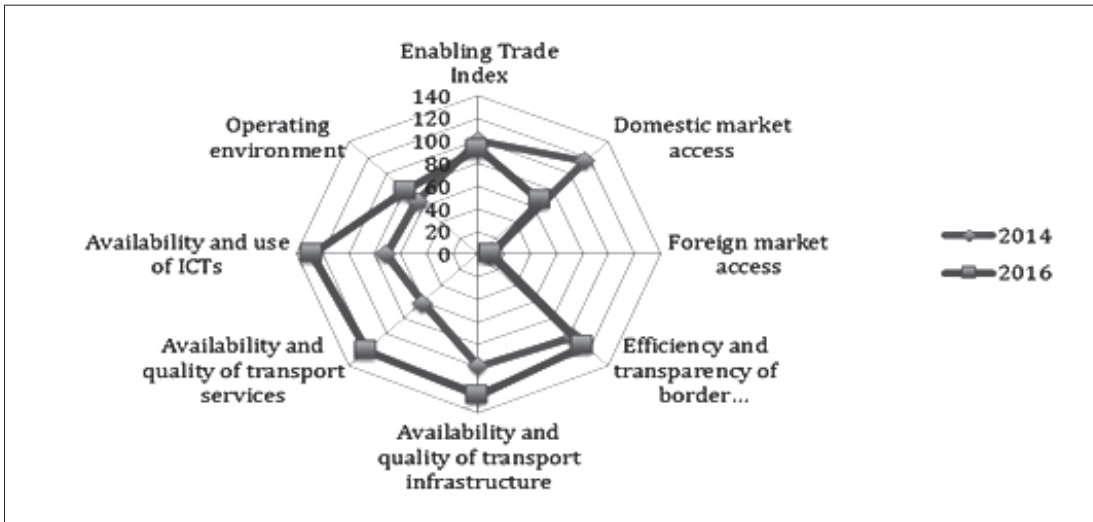 Enabling Trade
Index
140
120
100
80
60
40
20
0
Domestic market
access
Foreign market
access
Efficiency and
transparency of
border...
Availability and
quality of transport
infrastructure
Availability and
quality of transport
services
Availability and use
of ICTs
Operating
environment
2014
2016